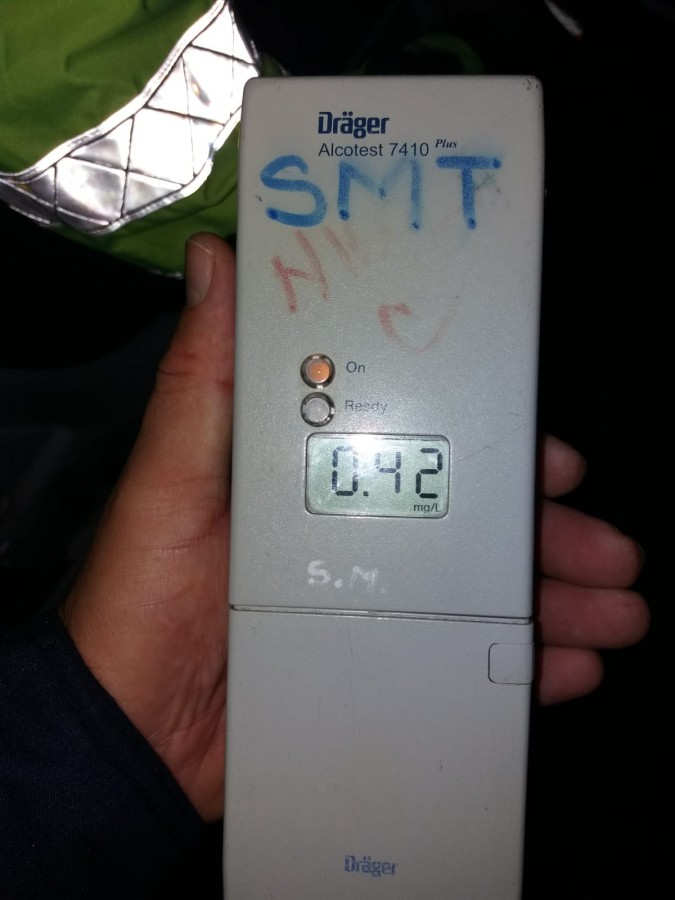 Dräger
Alcotest 7410 Plus
SMT
On
Ready
0.42
mg/L
S.M.
Dräger